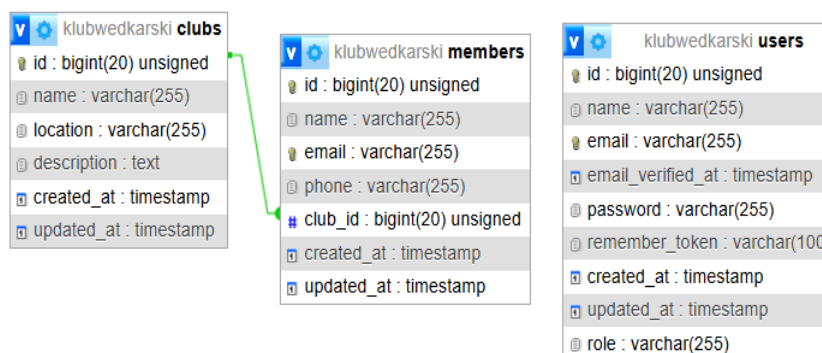 klubwedkarski clubs
id : bigint(20) unsigned
name : varchar(255)
location : varchar(255)
description : text
created_at : timestamp
updated_at : timestamp
klubwedkarski members
id : bigint(20) unsigned
name : varchar(255)
email : varchar(255)
phone : varchar(255)
# club_id : bigint(20) unsigned
created_at : timestamp
updated_at : timestamp
klubwedkarski users
id : bigint(20) unsigned
name : varchar(255)
email : varchar(255)
email_verified_at : timestamp
password : varchar(255)
remember_token : varchar(100
created_at : timestamp
updated_at : timestamp
role : varchar(255)